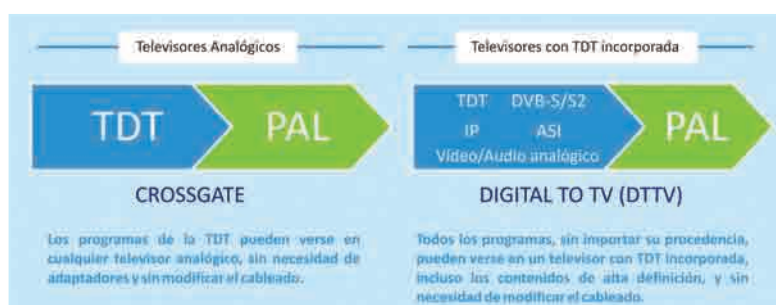 Televisores Analógicos
TDT
PAL
CROSSGATE
Los programas de la TDT pueden verse en
cualquier televisor analógico, sin necesidad de
adaptadores y sin modificar el cableado.
Televisores con TDT incorporada
TDT DVB-S/S2
IP ASI
Vídeo/Audio analógico
PAL
DIGITAL TO TV (DTTV)
Todos los programas, sin importar su procedencia,
pueden verse en un televisor con TDT incorporada,
incluso los contenidos de alta definición, y sin
necesidad de modificar el cableado.